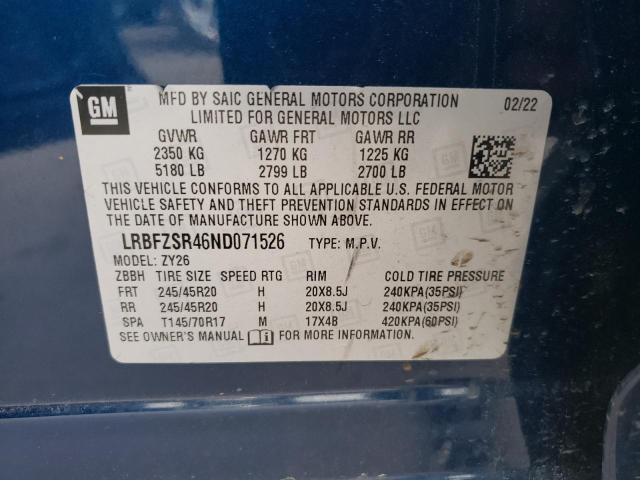 GM
MFD BY SAIC GENERAL MOTORS CORPORATION 02/22
LIMITED FOR GENERAL MOTORS LLC
GVWR GAWR FRT GAWR RR
2350 KG 1270 KG 1225 KG
5180 LB 2799 LB 2700 LB
THIS VEHICLE CONFORMS TO ALL APPLICABLE U.S. FEDERAL MOTOR
VEHICLE SAFETY AND THEFT PREVENTION STANDARDS IN EFFECT ON
THE DATE OF MANUFACTURE SHOWN ABOVE.
LRBFZSR46ND071526 TYPE: M.P.V.
MODEL: ZY26
ZBBH TIRE SIZE SPEED RTG RIM COLD TIRE PRESSURE
FRT 245/45R20 H 20X8.5J 240KPA(35PSI)
RR 245/45R20 H 20X8.5J 240KPA(35PSI)
SPA T145/70R17 M 17X4B 420KPA(60PSI)
SEE OWNER'S MANUAL FOR MORE INFORMATION.